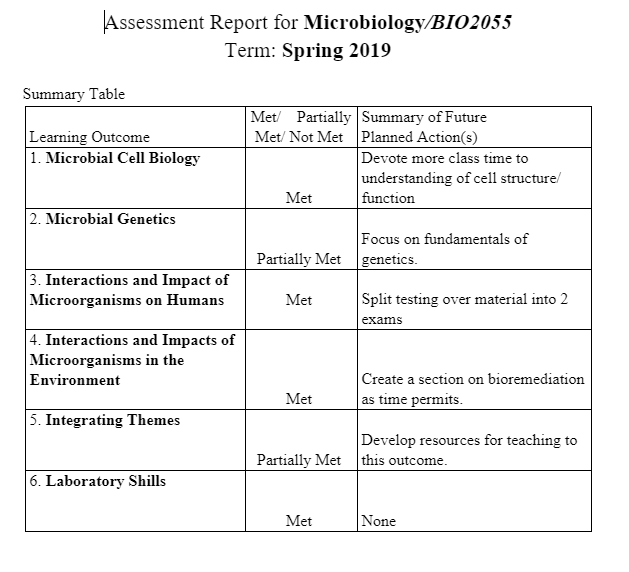 Assessment Report for Microbiology/BIO2055
Term: Spring 2019
Summary Table
Learning Outcome
Met/ Partially
Met/ Not Met
Summary of Future
Planned Action(s)
1. Microbial Cell Biology
Met
Devote more class time to
understanding of cell structure/
function
2. Microbial Genetics
Partially Met
Focus on fundamentals of
genetics.
3. Interactions and Impact of
Microorganisms on Humans
Met
Split testing over material into 2
exams
4. Interactions and Impacts of
Microorganisms in the
Environment
Met
Create a section on bioremediation
as time permits.
5. Integrating Themes
Partially Met
Develop resources for teaching to
this outcome.
6. Laboratory Skills
Met
None